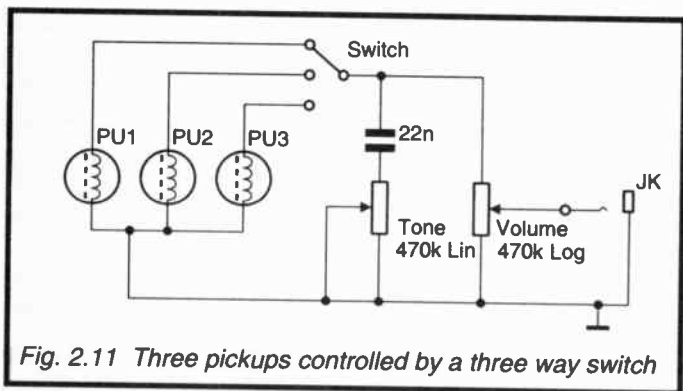 Switch
PU1
PU2
PU3
22n
JK
Tone
470k Lin
Volume
470k Log
Fig. 2.11 Three pickups controlled by a three way switch